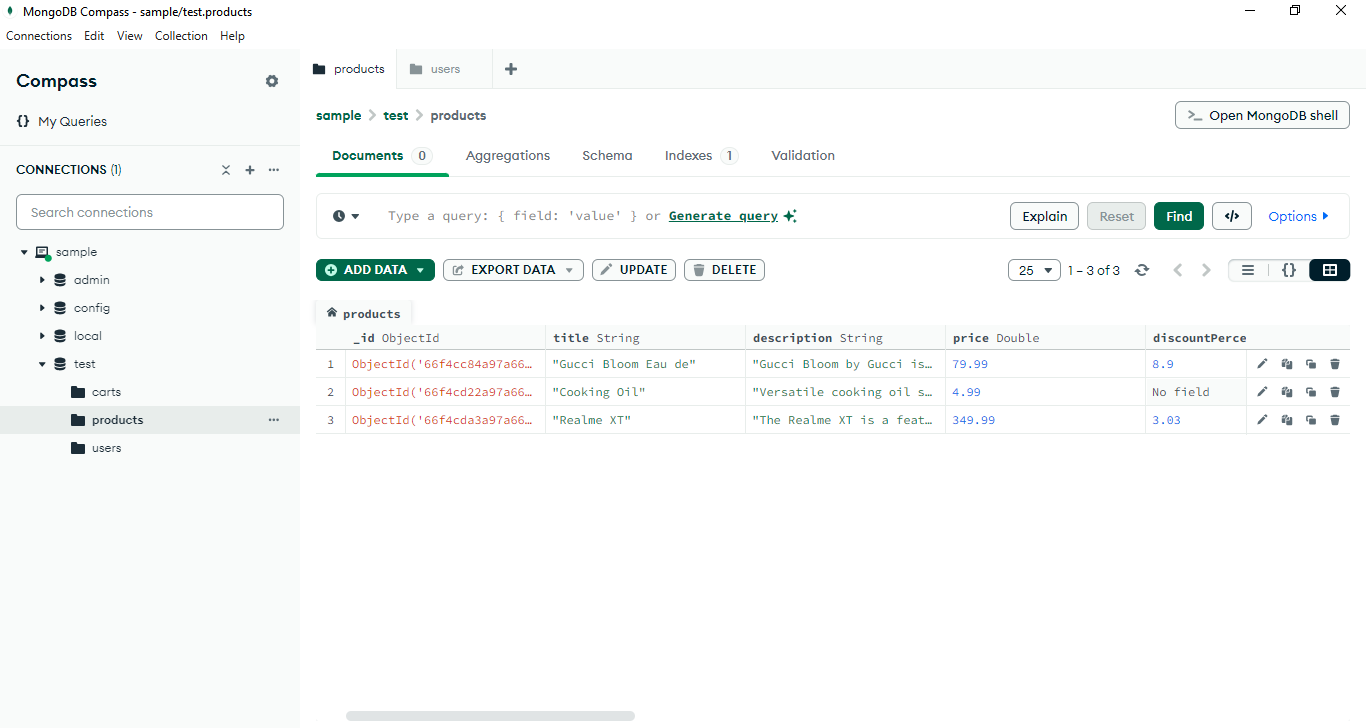 MongoDB Compass - sample/test.products
Connections Edit View Collection Help
Compass
{} My Queries
CONNECTIONS (1)
Search connections
sample
admin
config
local
test
carts
products
users
products users
sample > test > products
>_ Open MongoDB shell
Documents 0 Aggregations Schema Indexes 1 Validation
Type a query: { field: 'value' } or Generate query
Explain Reset Find </> Options
ADD DATA EXPORT DATA UPDATE DELETE
25 1 – 3 of 3 {}
products
_id ObjectId title String description String price Double discountPerce
1 ObjectId('66f4cc84a97a66… "Gucci Bloom Eau de" "Gucci Bloom by Gucci is… 79.99 8.9
2 ObjectId('66f4cd22a97a66… "Cooking Oil" "Versatile cooking oil s… 4.99 No field
3 ObjectId('66f4cda3a97a66… "Realme XT" "The Realme XT is a feat… 349.99 3.03